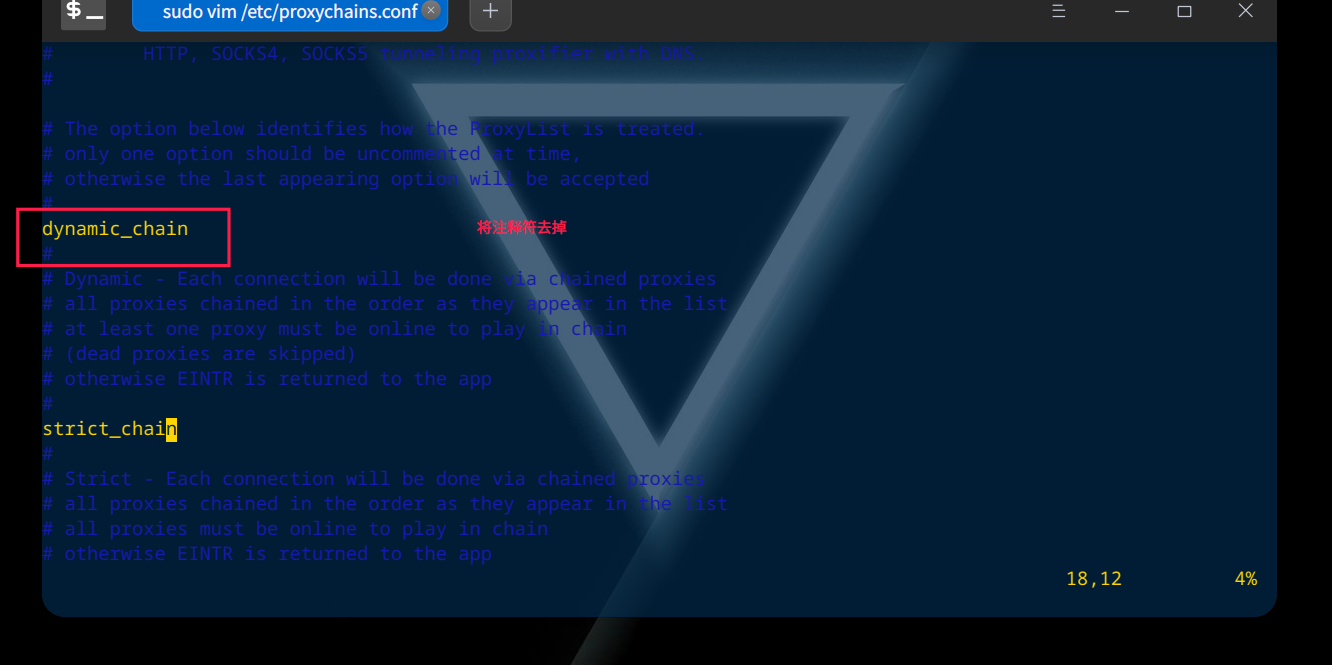 $ _ sudo vim /etc/proxychains.conf
# HTTP, SOCKS4, SOCKS5 tunneling proxifier with DNS.
#
# The option below identifies how the ProxyList is treated.
# only one option should be uncommented at time,
# otherwise the last appearing option will be accepted
#
dynamic_chain 将注释符去掉
#
# Dynamic - Each connection will be done via chained proxies
# all proxies chained in the order as they appear in the list
# at least one proxy must be online to play in chain
# (dead proxies are skipped)
# otherwise EINTR is returned to the app
#
strict_chain
#
# Strict - Each connection will be done via chained proxies
# all proxies chained in the order as they appear in the list
# all proxies must be online to play in chain
# otherwise EINTR is returned to the app
18,12 4%